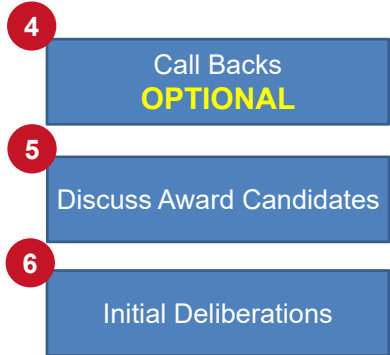 4
Call Backs
OPTIONAL
5
Discuss Award Candidates
6
Initial Deliberations